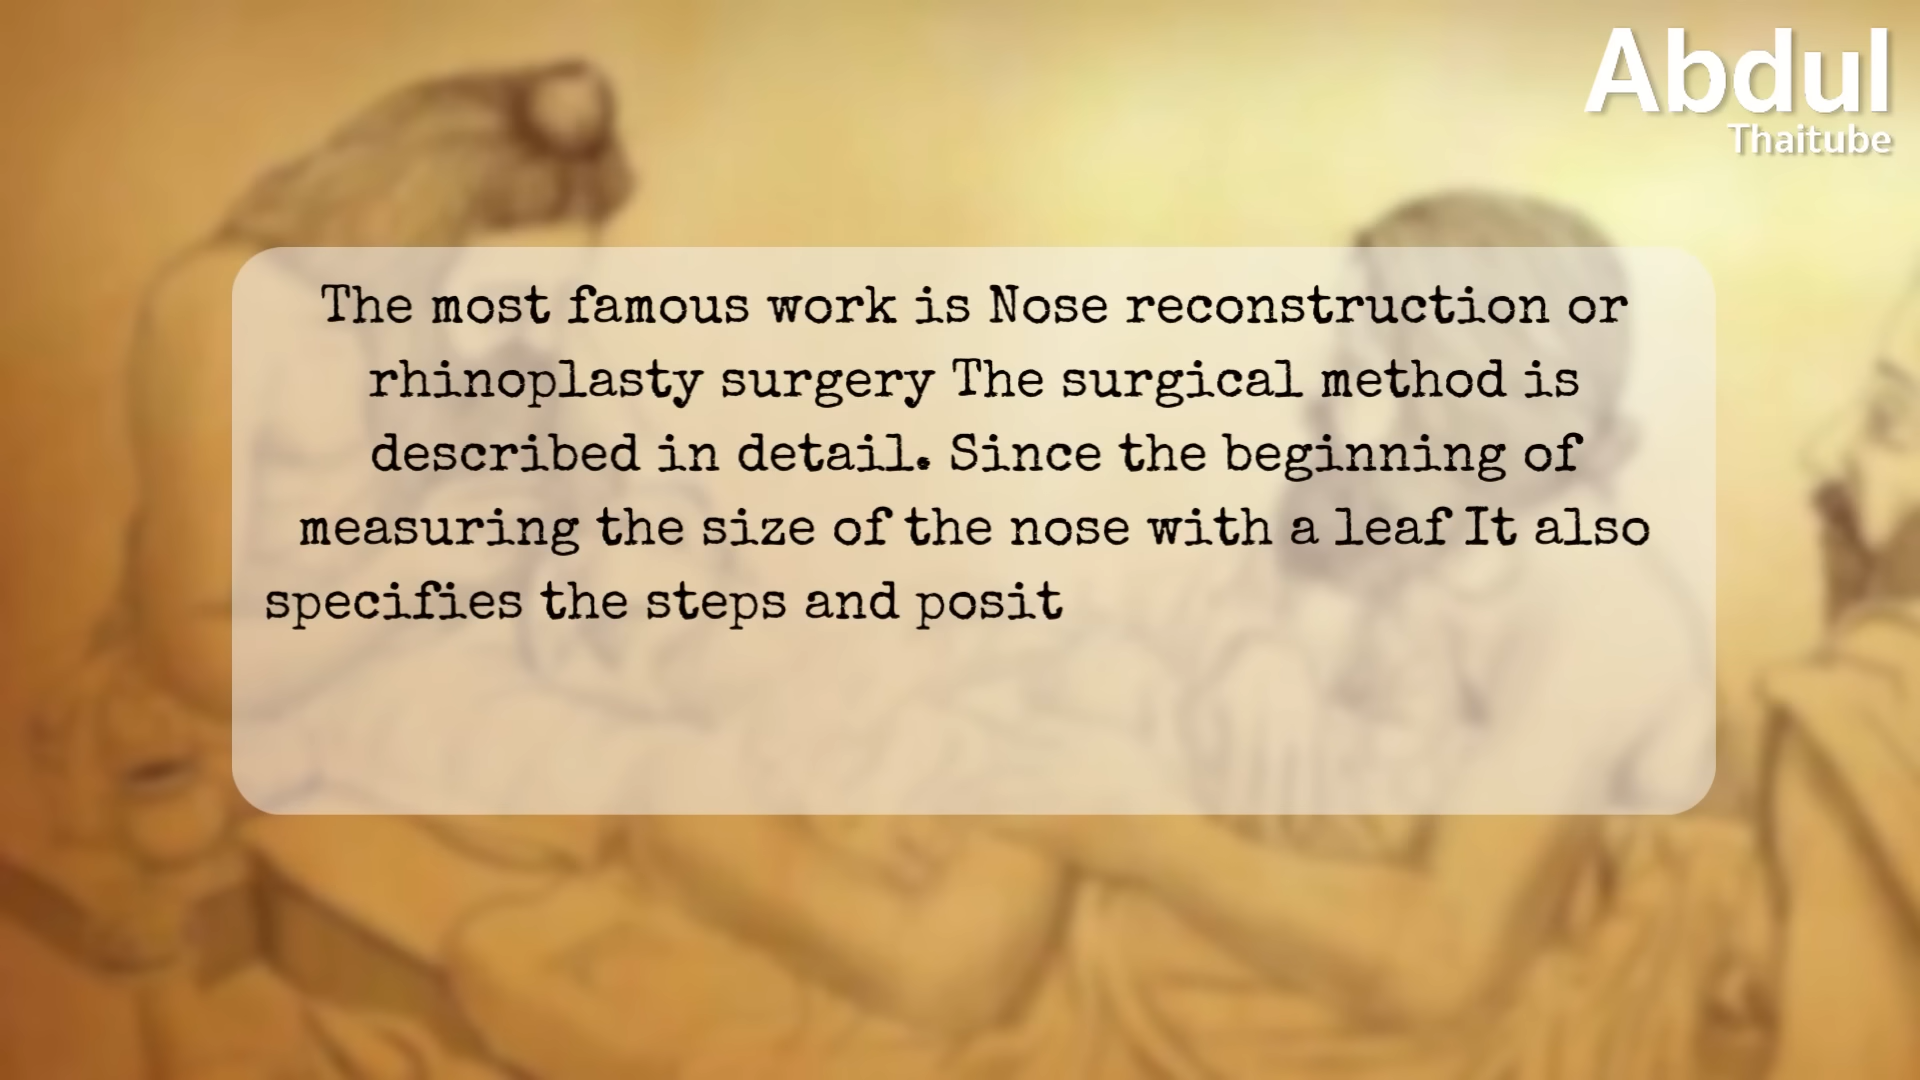 Abdul
Thaitube
The most famous work is Nose reconstruction or
rhinoplasty surgery The surgical method is
described in detail. Since the beginning of
measuring the size of the nose with a leaf It also
specifies the steps and posit